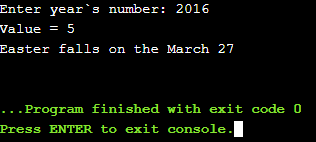 Enter year`s number: 2016
Value = 5
Easter falls on the March 27
...Program finished with exit code 0
Press ENTER to exit console.